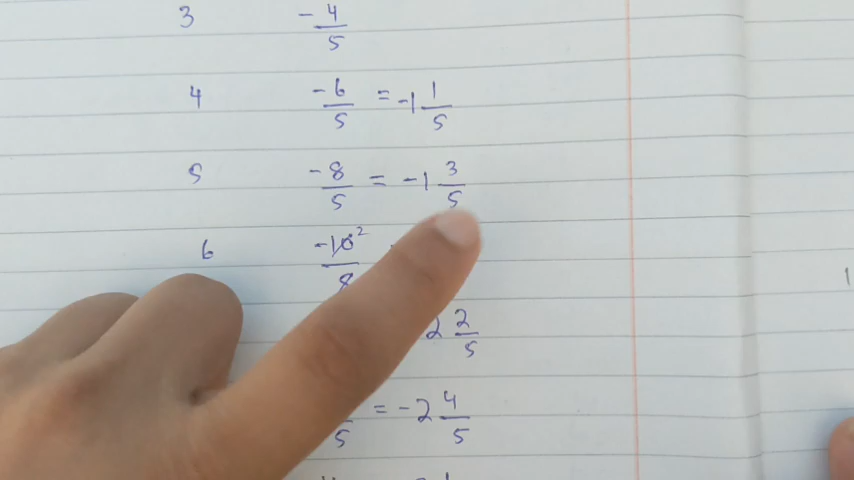 3 -4/5
4 -6/5 = -1 1/5
5 -8/5 = -1 3/5
6 -10 2
2 2/5
5 = -2 4/5